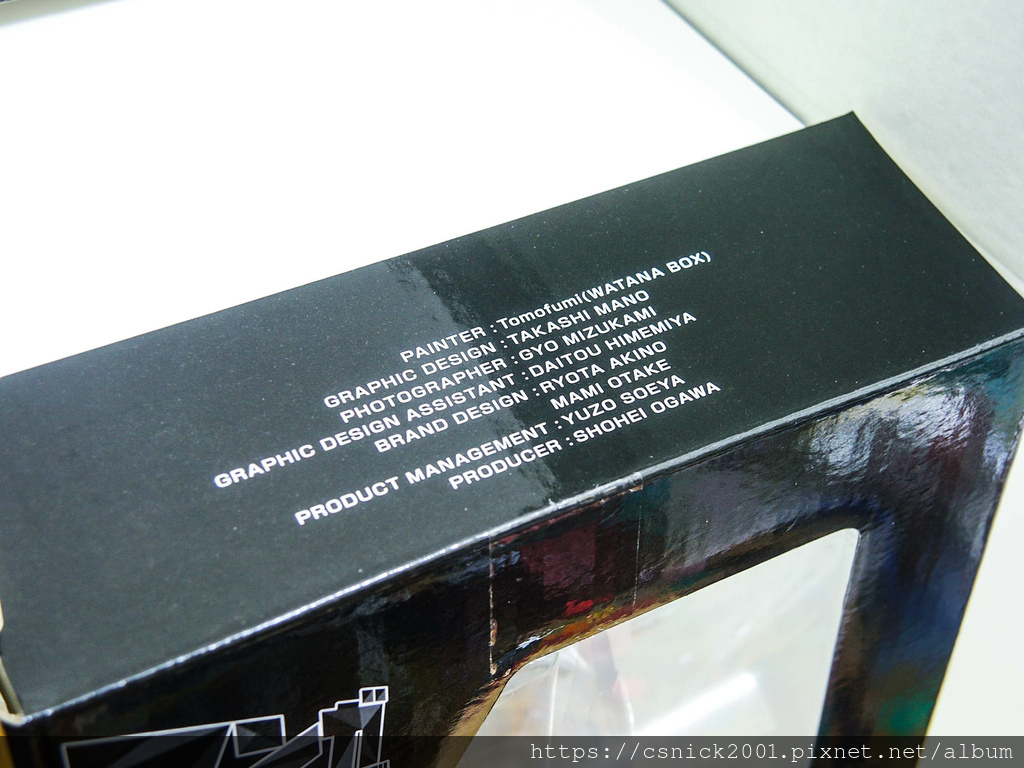 PAINTER : Tomofumi(WATANA BOX)
GRAPHIC DESIGN : TAKASHI MANO
PHOTOGRAPHER : GYO MIZUKAMI
GRAPHIC DESIGN ASSISTANT : DAITOU HIMEMIYA
BRAND DESIGN : RYOTA AKINO
MAMI OTAKE
PRODUCT MANAGEMENT : YUZO SOEYA
PRODUCER : SHOHEI OGAWA
https://csnick2001.pixnet.net/album